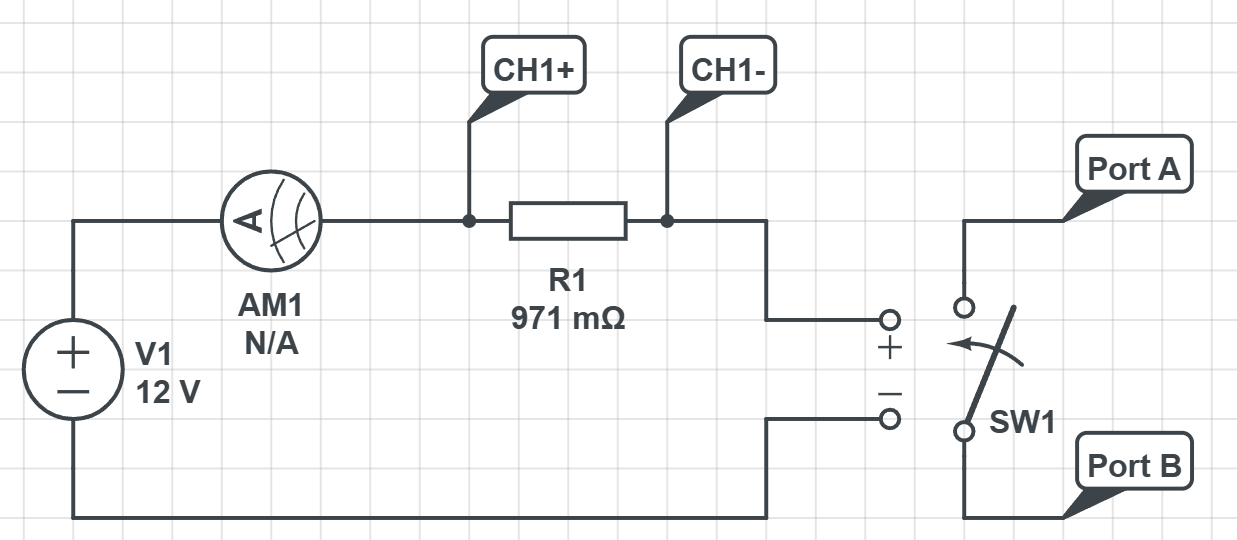 CH1+
CH1-
Port A
A
R1
971 mΩ
AM1
N/A
+
−
V1
12 V
+
−
SW1
Port B